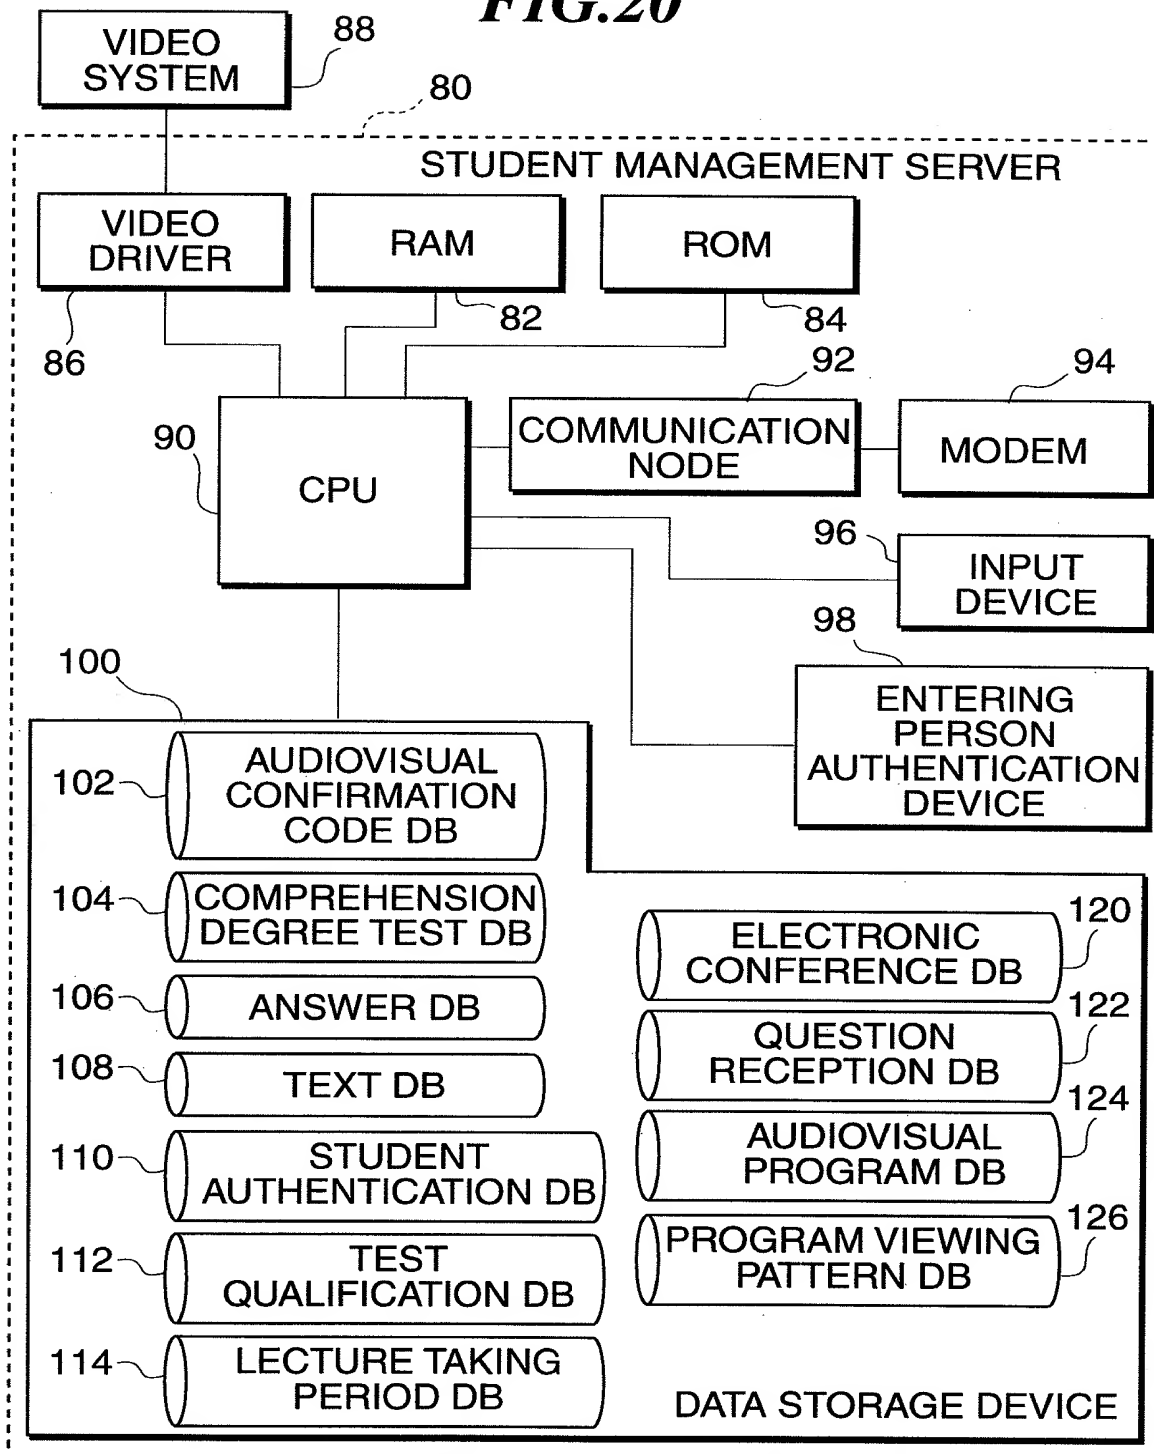 FIG.20
VIDEO
SYSTEM
88
80
STUDENT MANAGEMENT SERVER
VIDEO
DRIVER
RAM
ROM
86
82
84
92
94
90
CPU
COMMUNICATION
NODE
MODEM
96
INPUT
DEVICE
98
ENTERING
PERSON
AUTHENTICATION
DEVICE
100
102
AUDIOVISUAL
CONFIRMATION
CODE DB
104
COMPREHENSION
DEGREE TEST DB
106
ANSWER DB
108
TEXT DB
110
STUDENT
AUTHENTICATION DB
112
TEST
QUALIFICATION DB
114
LECTURE TAKING
PERIOD DB
120
ELECTRONIC
CONFERENCE DB
122
QUESTION
RECEPTION DB
124
AUDIOVISUAL
PROGRAM DB
126
PROGRAM VIEWING
PATTERN DB
DATA STORAGE DEVICE